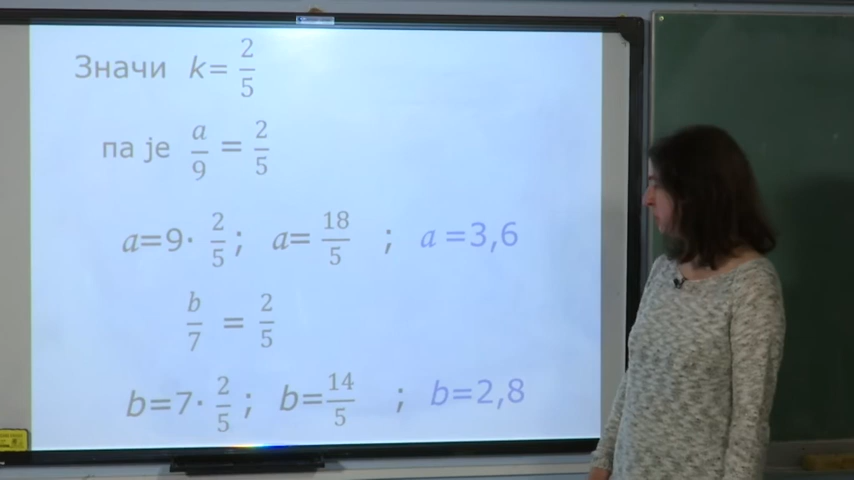 Значи k= 2/5
па је a/9 = 2/5
a=9· 2/5; a= 18/5 ; a =3,6
b/7 = 2/5
b=7· 2/5; b= 14/5 ; b=2,8